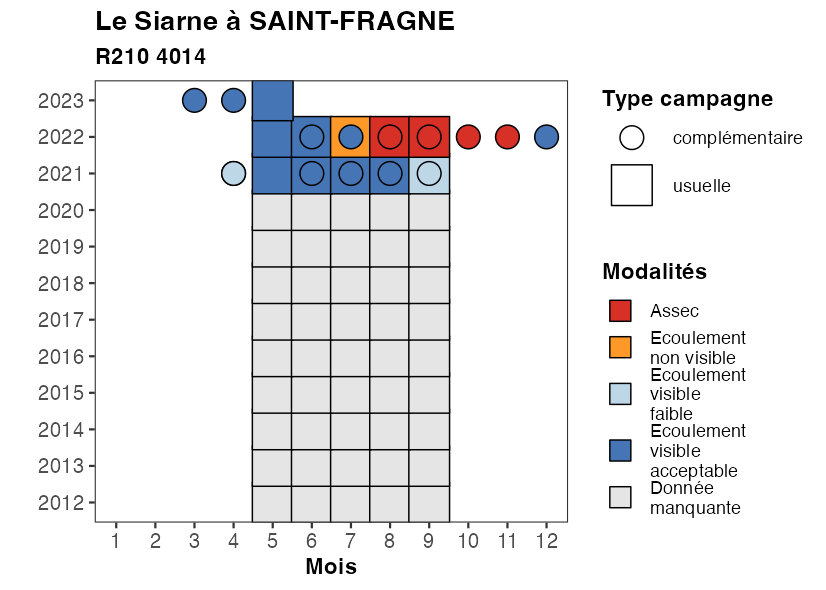 Le Siarne à SAINT-FRAGNE
R210 4014
2023
2022
2021
2020
2019
2018
2017
2016
2015
2014
2013
2012
1 2 3 4 5 6 7 8 9 10 11 12
Mois
Type campagne
complémentaire
usuelle
Modalités
Assec
Ecoulement
non visible
Ecoulement
visible
faible
Ecoulement
visible
acceptable
Donnée
manquante